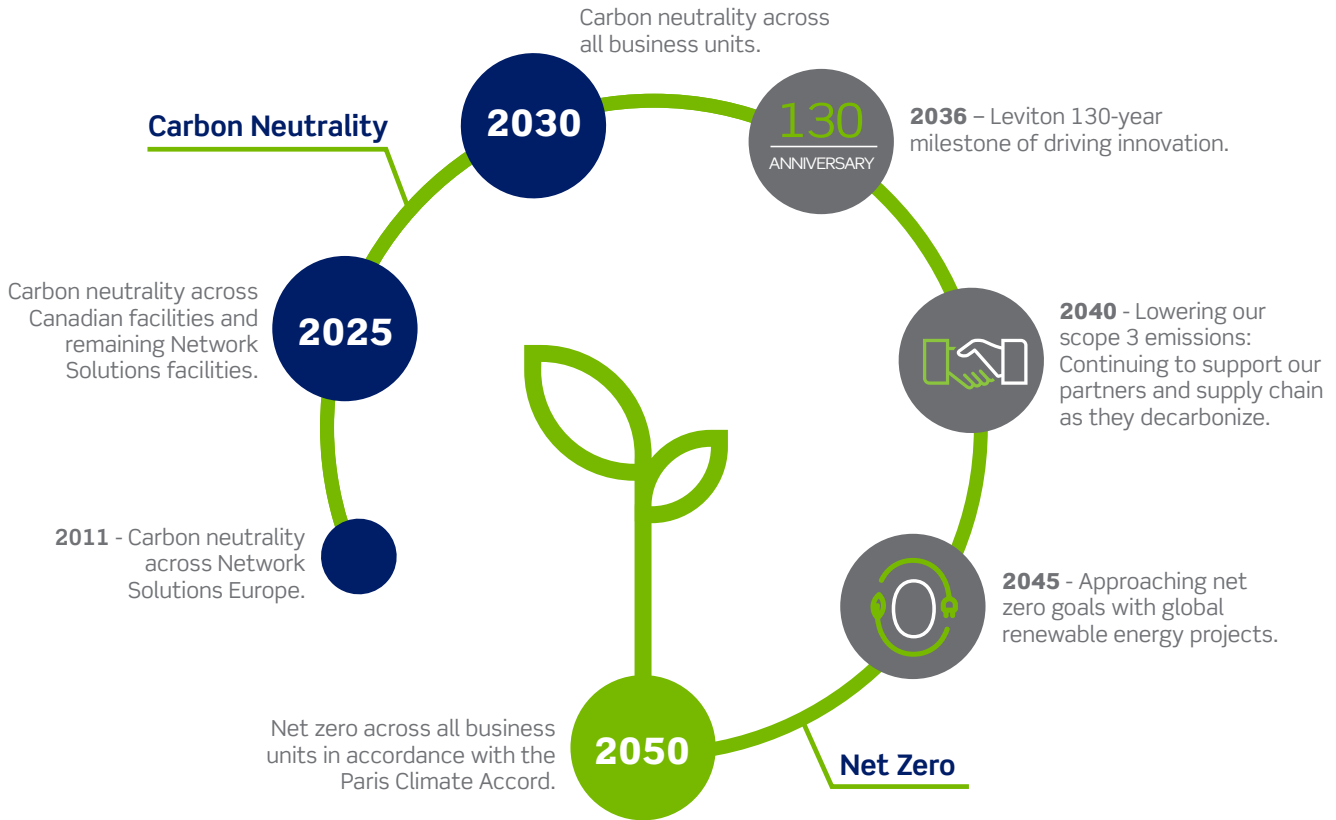 Carbon neutrality across
all business units.
2030
Carbon Neutrality
130
ANNIVERSARY
2036 – Leviton 130-year
milestone of driving innovation.
Carbon neutrality across
Canadian facilities and
remaining Network
Solutions facilities.
2025
2040 - Lowering our
scope 3 emissions:
Continuing to support our
partners and supply chain
as they decarbonize.
2011 - Carbon neutrality
across Network
Solutions Europe.
0
2045 - Approaching net
zero goals with global
renewable energy projects.
Net zero across all business
units in accordance with the
Paris Climate Accord.
2050
Net Zero